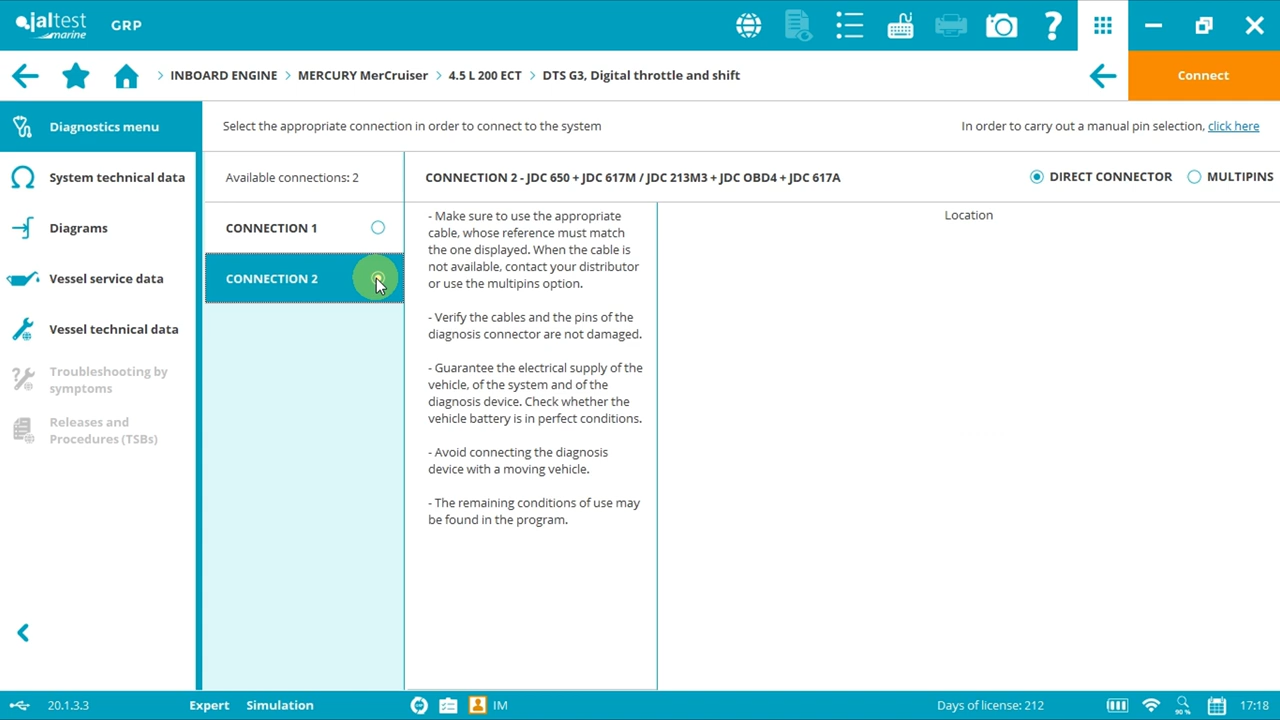 jaltest
marine
GRP
INBOARD ENGINE > MERCURY MerCruiser > 4.5 L 200 ECT > DTS G3, Digital throttle and shift
Connect
Diagnostics menu
System technical data
Diagrams
Vessel service data
Vessel technical data
Troubleshooting by
symptoms
Releases and
Procedures (TSBs)
Select the appropriate connection in order to connect to the system
In order to carry out a manual pin selection, click here
Available connections: 2
CONNECTION 1
CONNECTION 2
CONNECTION 2 - JDC 650 + JDC 617M / JDC 213M3 + JDC OBD4 + JDC 617A
DIRECT CONNECTOR
MULTIPINS
- Make sure to use the appropriate
cable, whose reference must match
the one displayed. When the cable is
not available, contact your distributor
or use the multipins option.
- Verify the cables and the pins of the
diagnosis connector are not damaged.
- Guarantee the electrical supply of the
vehicle, of the system and of the
diagnosis device. Check whether the
vehicle battery is in perfect conditions.
- Avoid connecting the diagnosis
device with a moving vehicle.
- The remaining conditions of use may
be found in the program.
Location
20.1.3.3
Expert
Simulation
IM
Days of license: 212
90 %
17:18